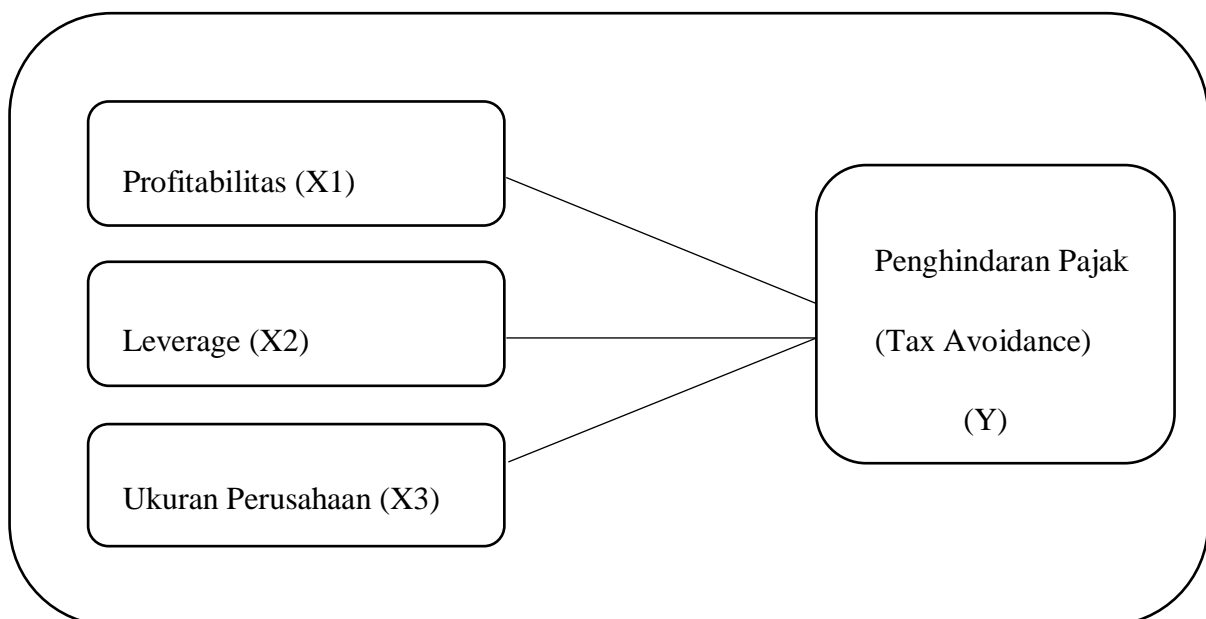 Profitabilitas (X1)
Leverage (X2)
Ukuran Perusahaan (X3)
Penghindaran Pajak
(Tax Avoidance)
(Y)